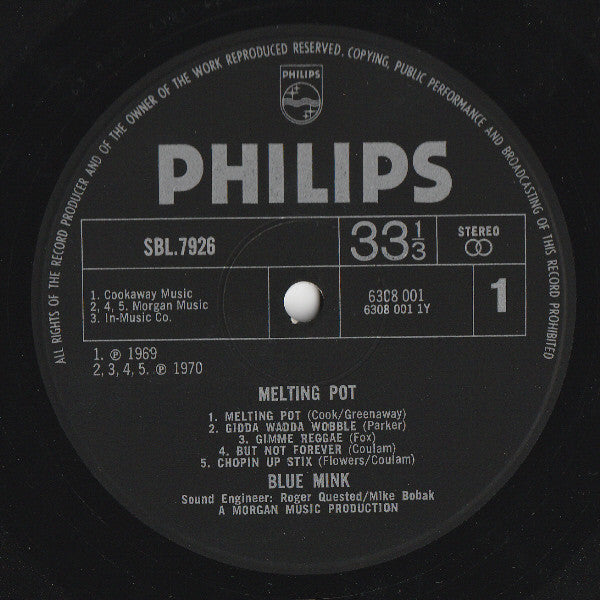 ALL RIGHTS OF THE RECORD PRODUCER AND OF THE OWNER OF THE WORK REPRODUCED RESERVED. COPYING, PUBLIC PERFORMANCE AND BROADCASTING OF THIS RECORD PROHIBITED
PHILIPS
PHILIPS
SBL.7926
33 1/3
STEREO
1. Cookaway Music
2, 4, 5. Morgan Music
3. In-Music Co.
6308 001
6308 001 1Y
1
1. ℗ 1969
2, 3, 4, 5. ℗ 1970
MELTING POT
1. MELTING POT (Cook/Greenaway)
2. GIDDA WADDA WOBBLE (Parker)
3. GIMME REGGAE (Fox)
4. BUT NOT FOREVER (Coulam)
5. CHOPIN UP STIX (Flowers/Coulam)
BLUE MINK
Sound Engineer: Roger Quested/Mike Bobak
A MORGAN MUSIC PRODUCTION